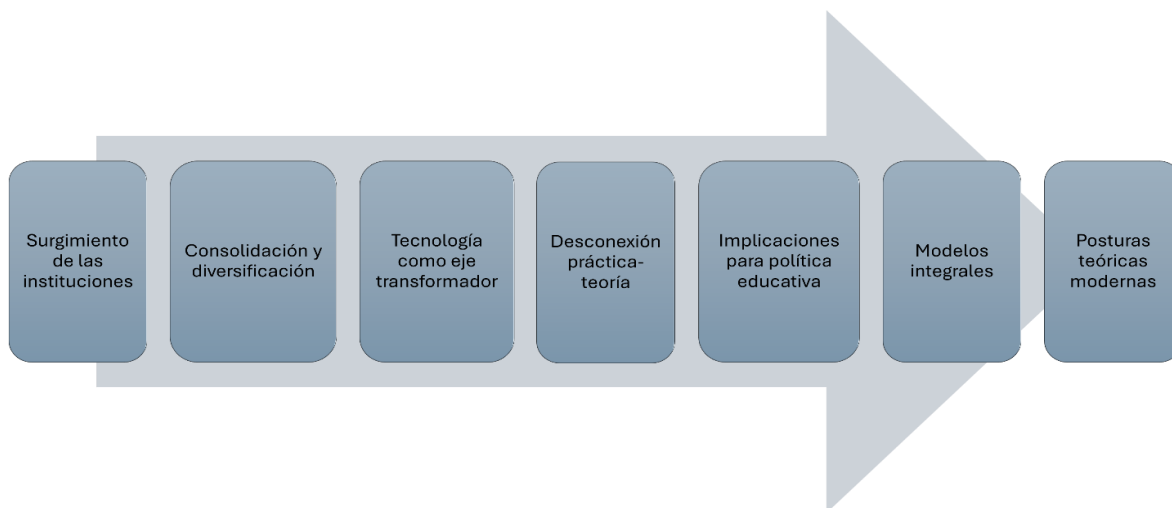 Surgimiento
de las
instituciones
Consolidación y
diversificación
Tecnología
como eje
transformador
Desconexión
práctica-
teoría
Implicaciones
para política
educativa
Modelos
integrales
Posturas
teóricas
modernas